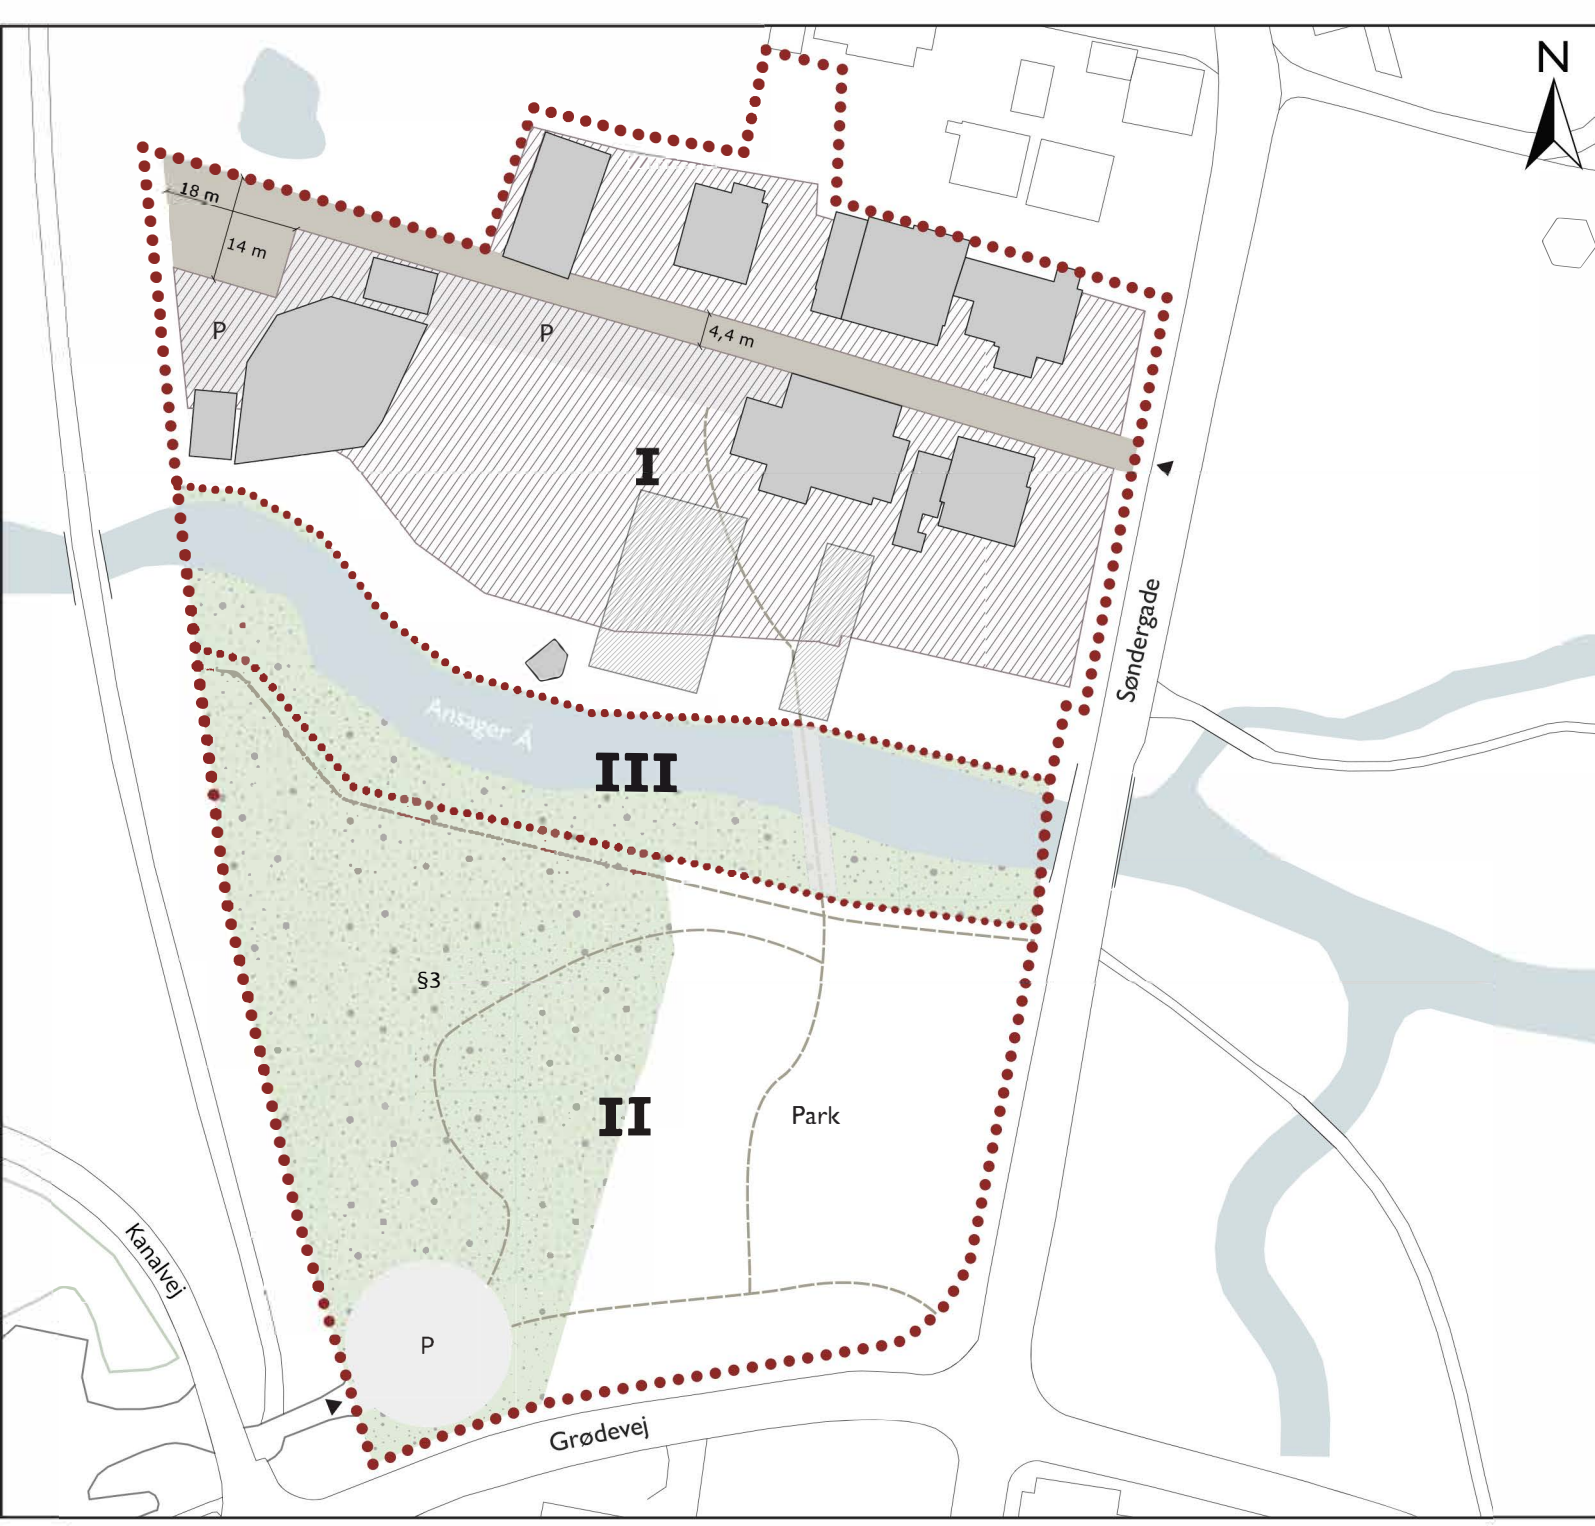 N
18 m
14 m
P
P
4,4 m
I
Søndergade
Ansager Å
III
§3
II
Park
Kanalvej
P
Grødevej